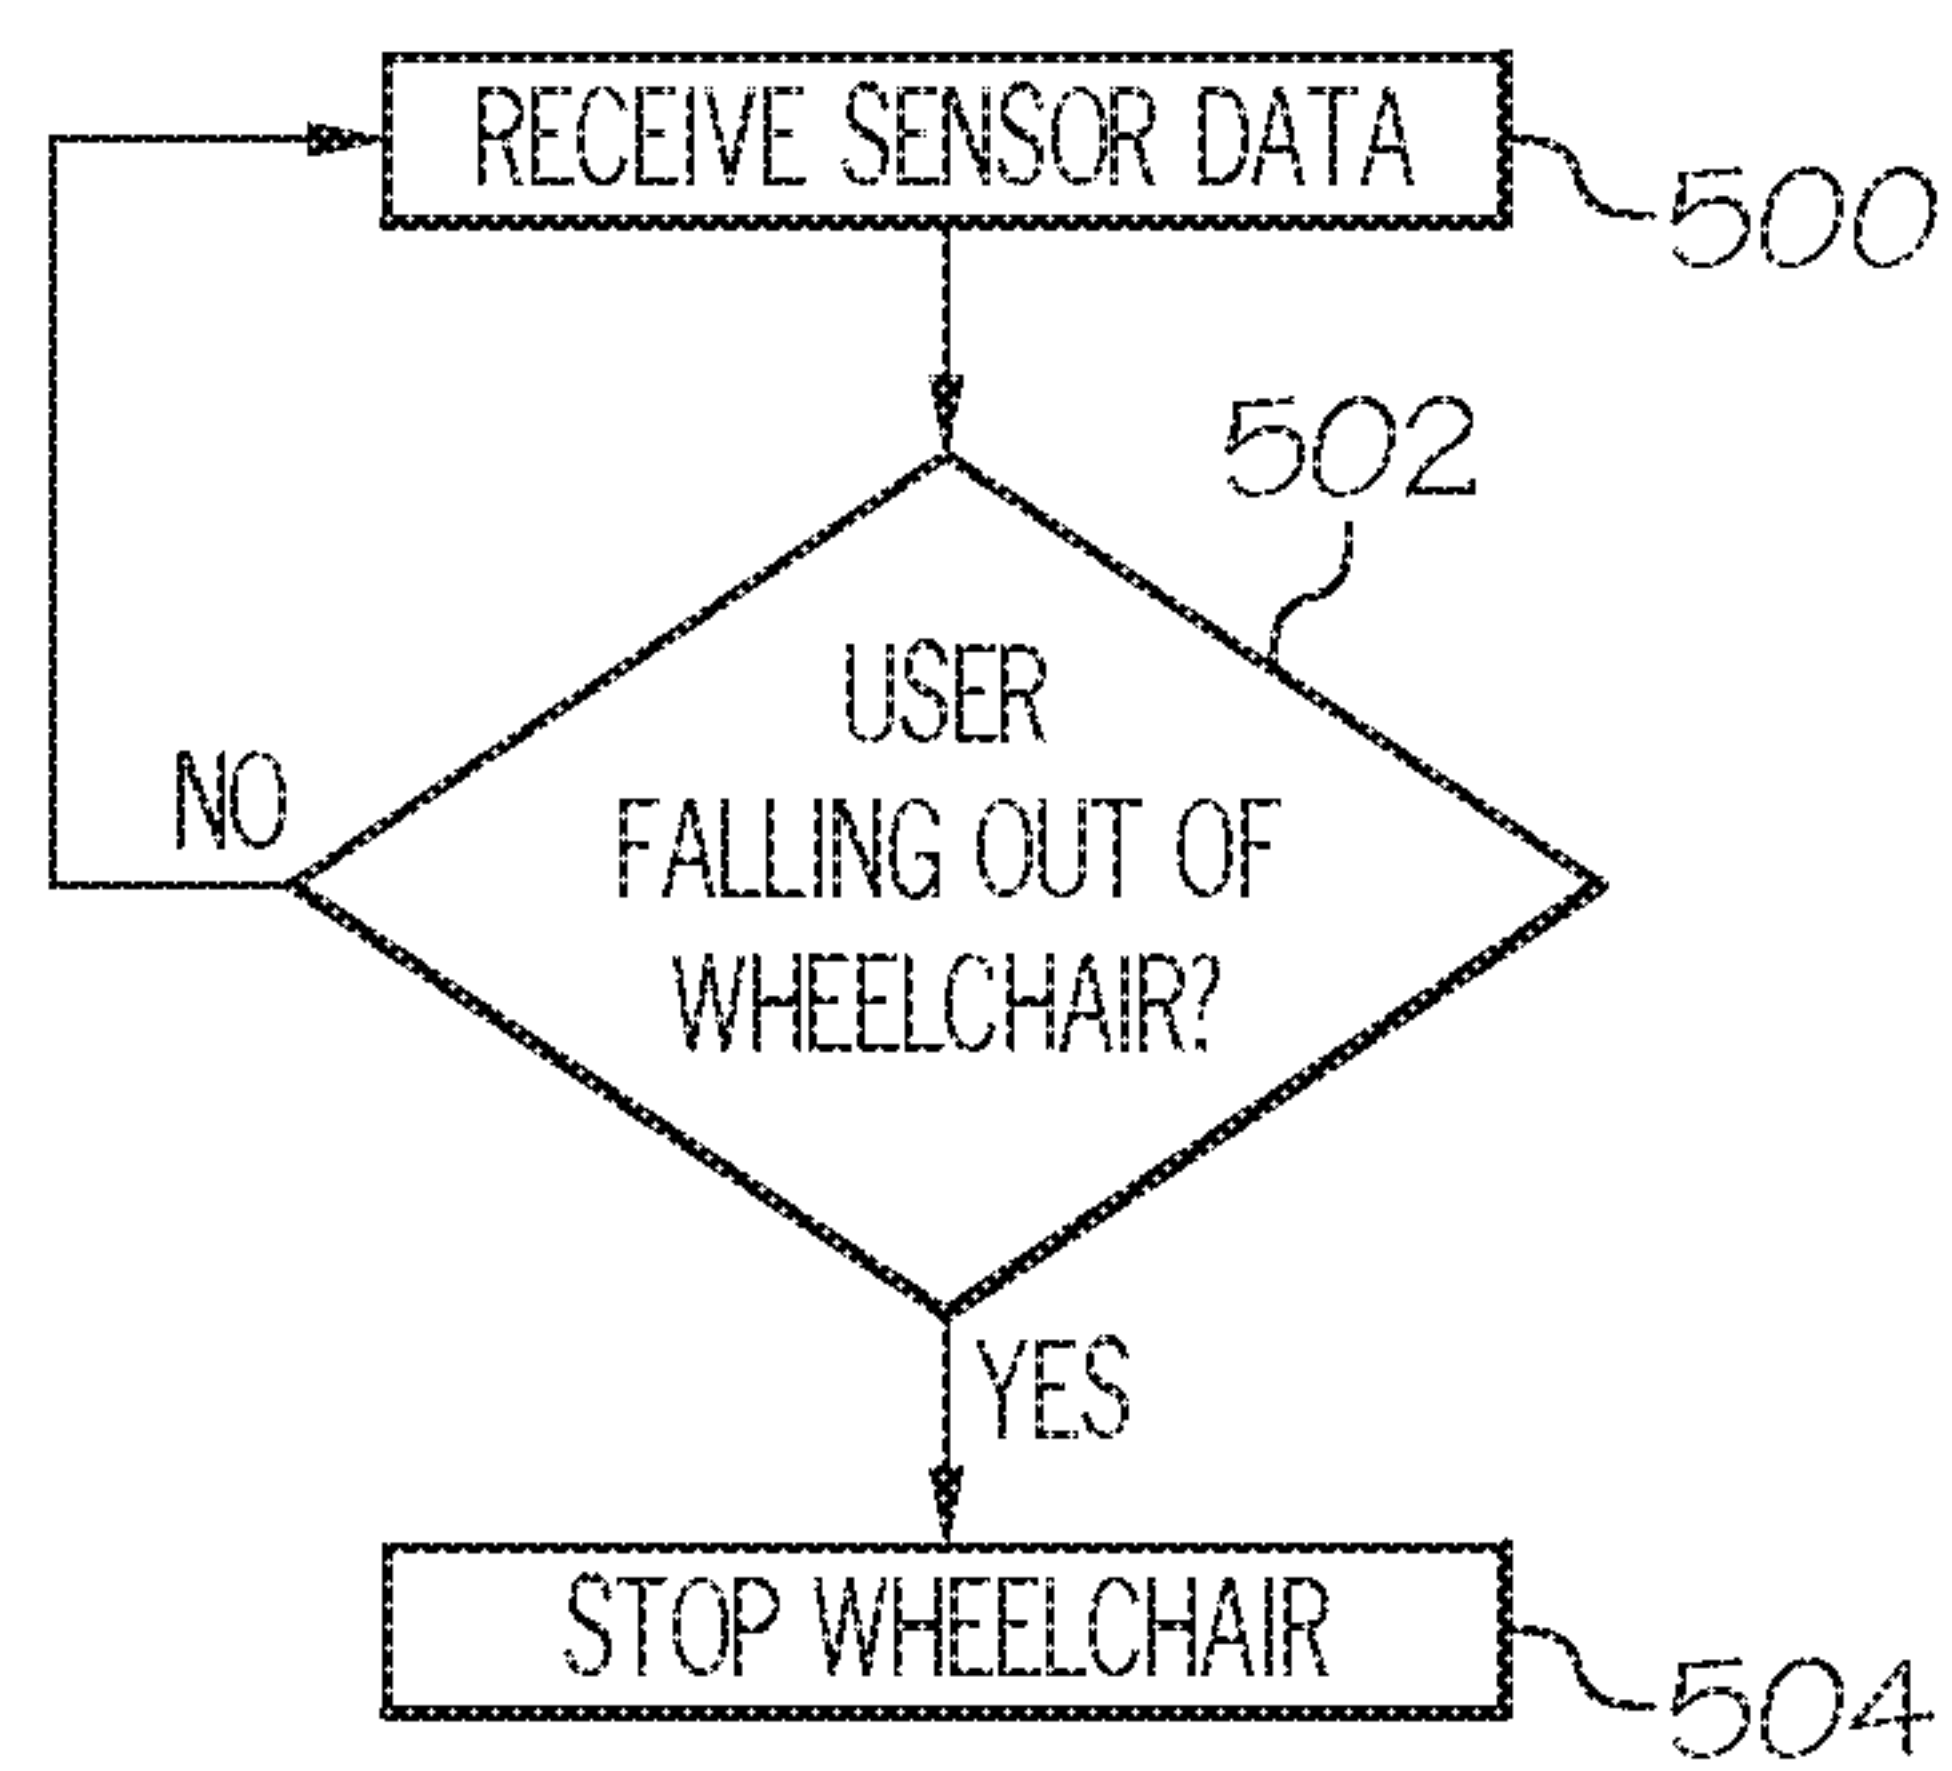 RECEIVE SENSOR DATA
500
502
USER
FALLING OUT OF
WHEELCHAIR?
NO
YES
STOP WHEELCHAIR
504